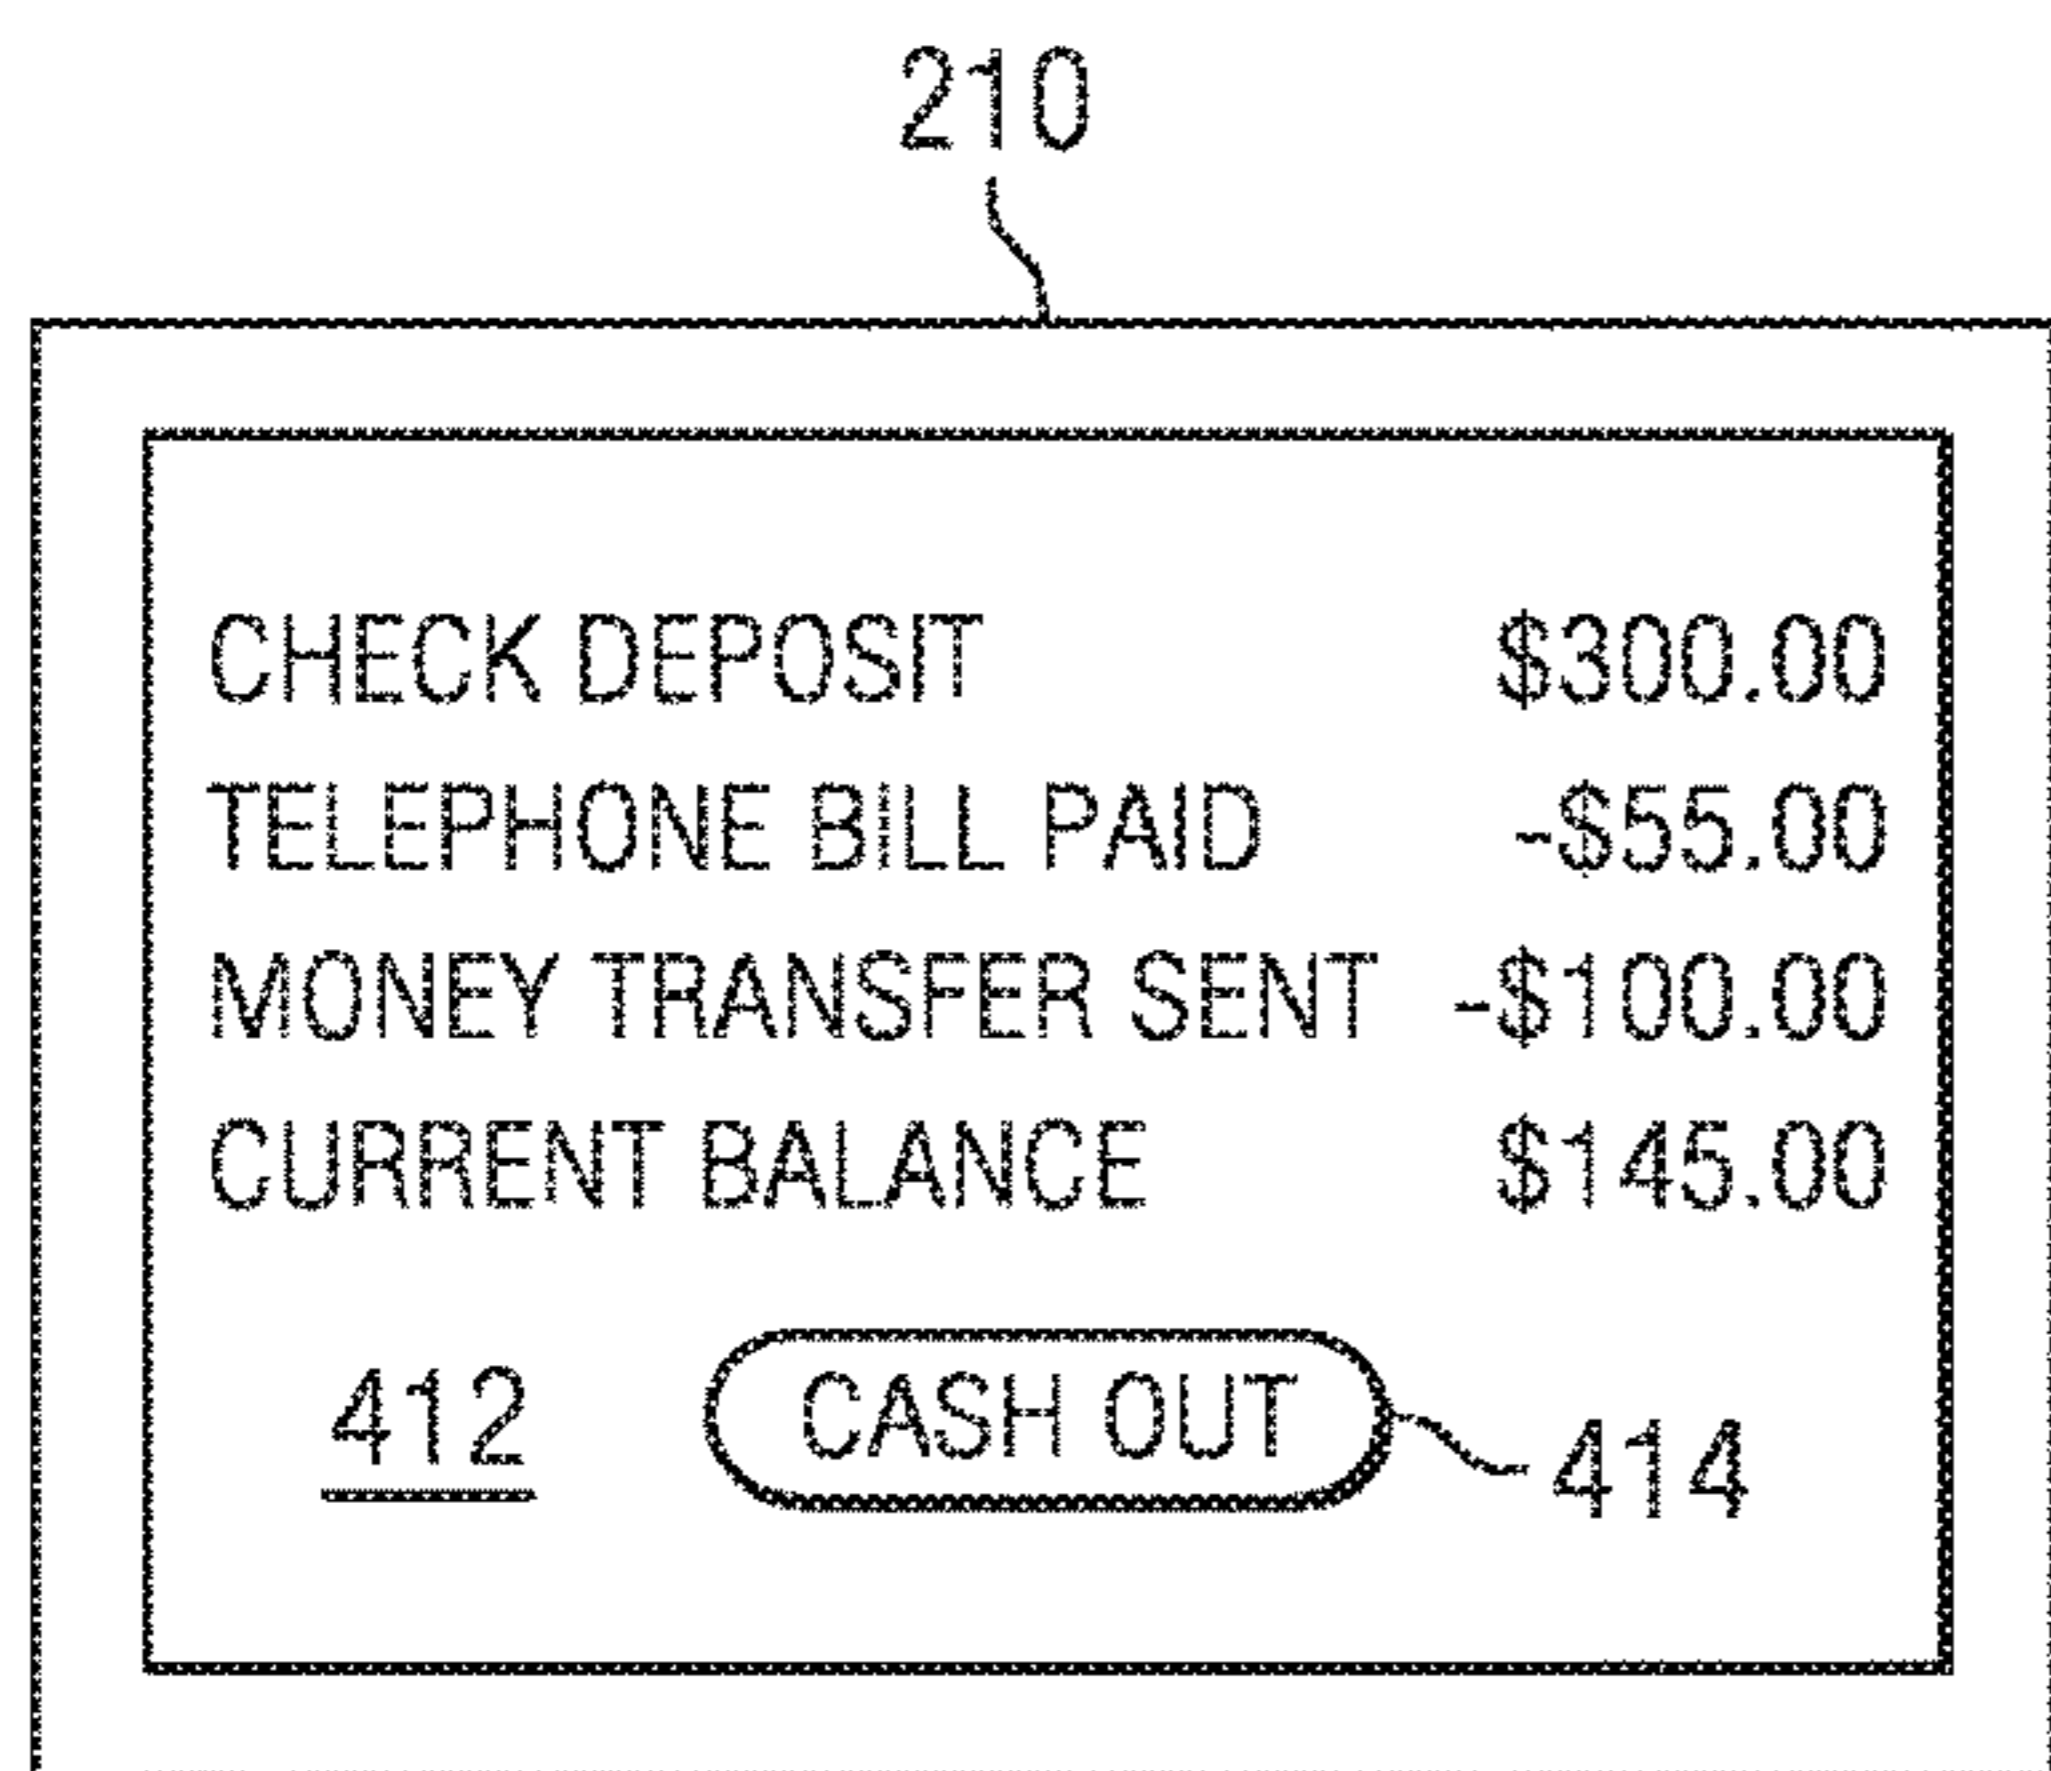 210
CHECK DEPOSIT $300.00
TELEPHONE BILL PAID -$55.00
MONEY TRANSFER SENT -$100.00
CURRENT BALANCE $145.00
412 CASH OUT 414